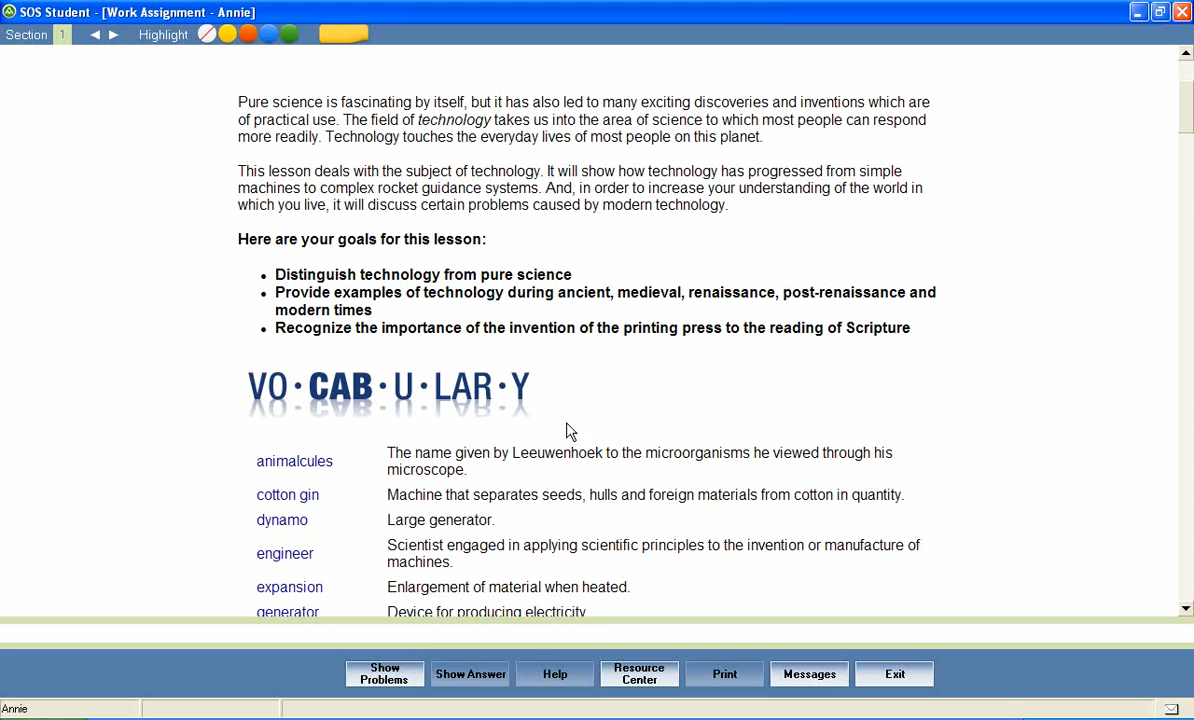 SOS Student - [Work Assignment - Annie]
Section 1 Highlight
Pure science is fascinating by itself, but it has also led to many exciting discoveries and inventions which are
of practical use. The field of technology takes us into the area of science to which most people can respond
more readily. Technology touches the everyday lives of most people on this planet.
This lesson deals with the subject of technology. It will show how technology has progressed from simple
machines to complex rocket guidance systems. And, in order to increase your understanding of the world in
which you live, it will discuss certain problems caused by modern technology.
Here are your goals for this lesson:
• Distinguish technology from pure science
• Provide examples of technology during ancient, medieval, renaissance, post-renaissance and
modern times
• Recognize the importance of the invention of the printing press to the reading of Scripture
VO·CAB·U·LAR·Y
animalcules The name given by Leeuwenhoek to the microorganisms he viewed through his
microscope.
cotton gin Machine that separates seeds, hulls and foreign materials from cotton in quantity.
dynamo Large generator.
engineer Scientist engaged in applying scientific principles to the invention or manufacture of
machines.
expansion Enlargement of material when heated.
generator Device for producing electricity
Show Problems Show Answer Help Resource Center Print Messages Exit
Annie